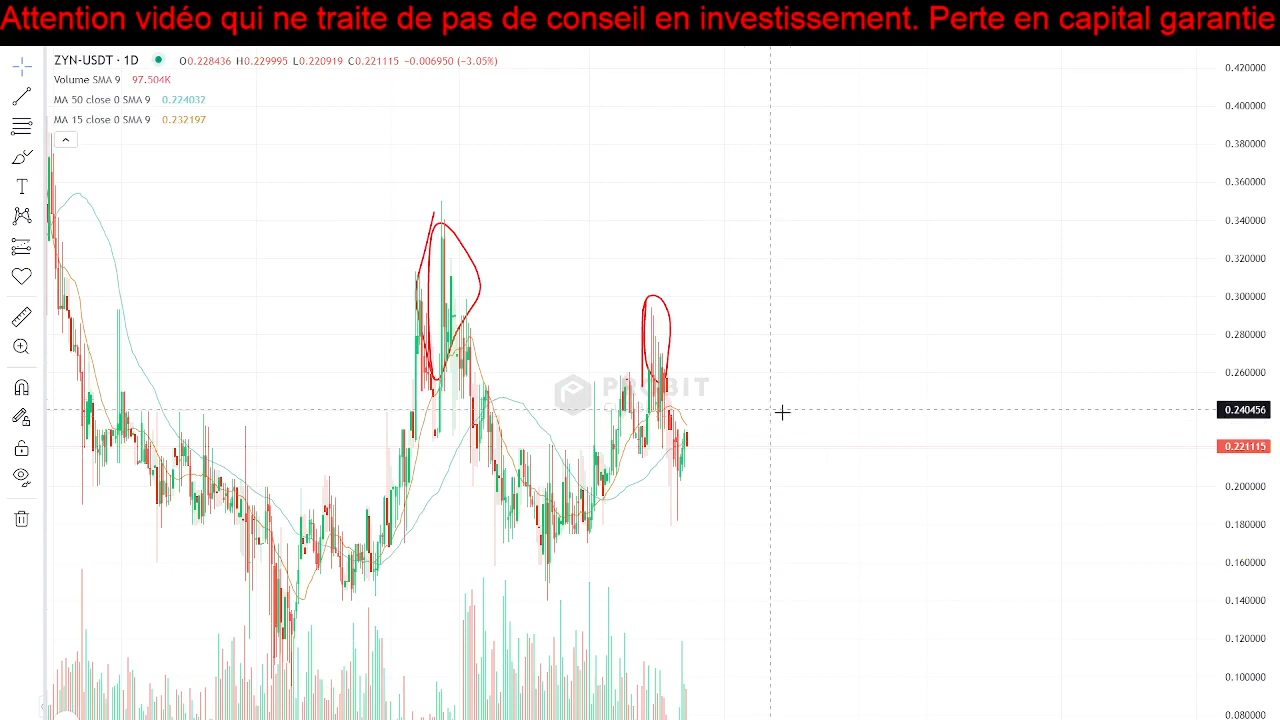 Attention vidéo qui ne traite de pas de conseil en investissement. Perte en capital garantie
ZYN-USDT · 1D O0.228436 H0.229995 L0.220919 C0.221115 −0.006950 (−3.05%)
Volume SMA 9 97.504K
MA 50 close 0 SMA 9 0.224032
MA 15 close 0 SMA 9 0.232197
T
PROBIT
0.420000
0.400000
0.380000
0.360000
0.340000
0.320000
0.300000
0.280000
0.260000
0.240456
0.221115
0.200000
0.180000
0.160000
0.140000
0.120000
0.100000
0.080000